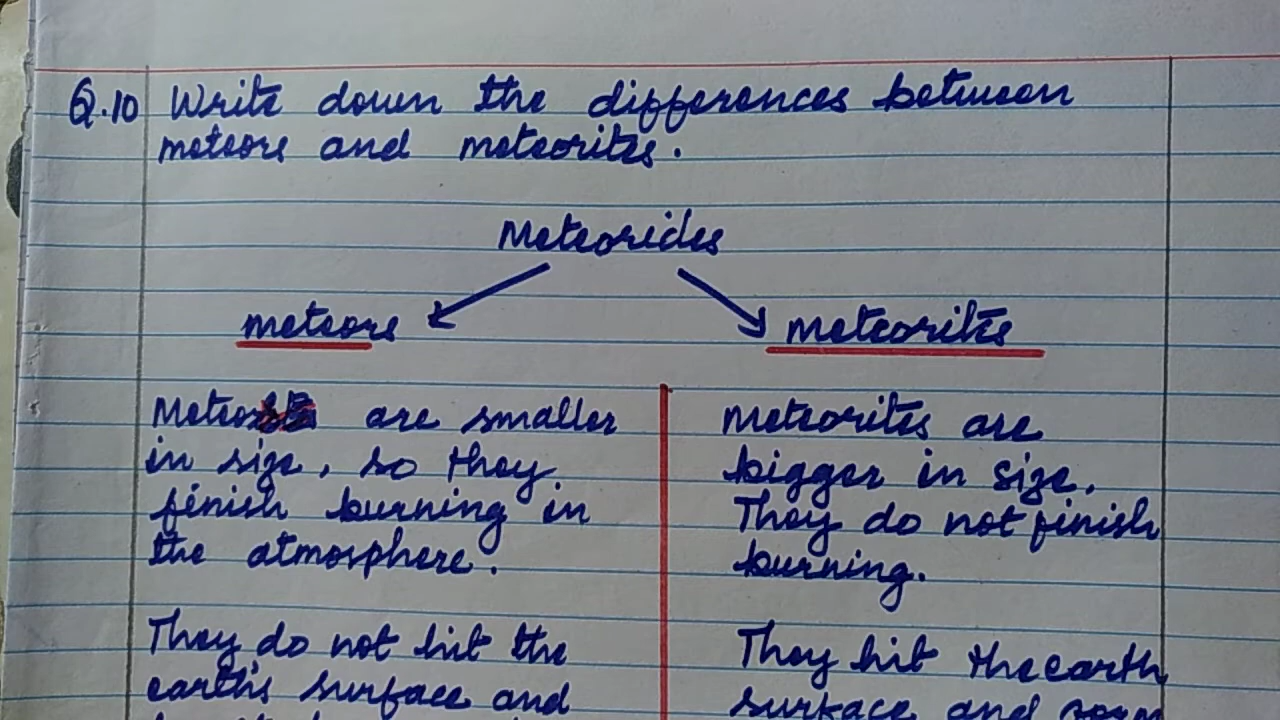 Q.10 Write down the differences between
meteors and meteorites.
Meteorides
meteors
meteorites
Meteors are smaller
in size, so they
finish burning in
the atmosphere.
They do not hit the
earth's surface and
Meteorites are
bigger in size.
They do not finish
burning.
They hit the earth
surface and form